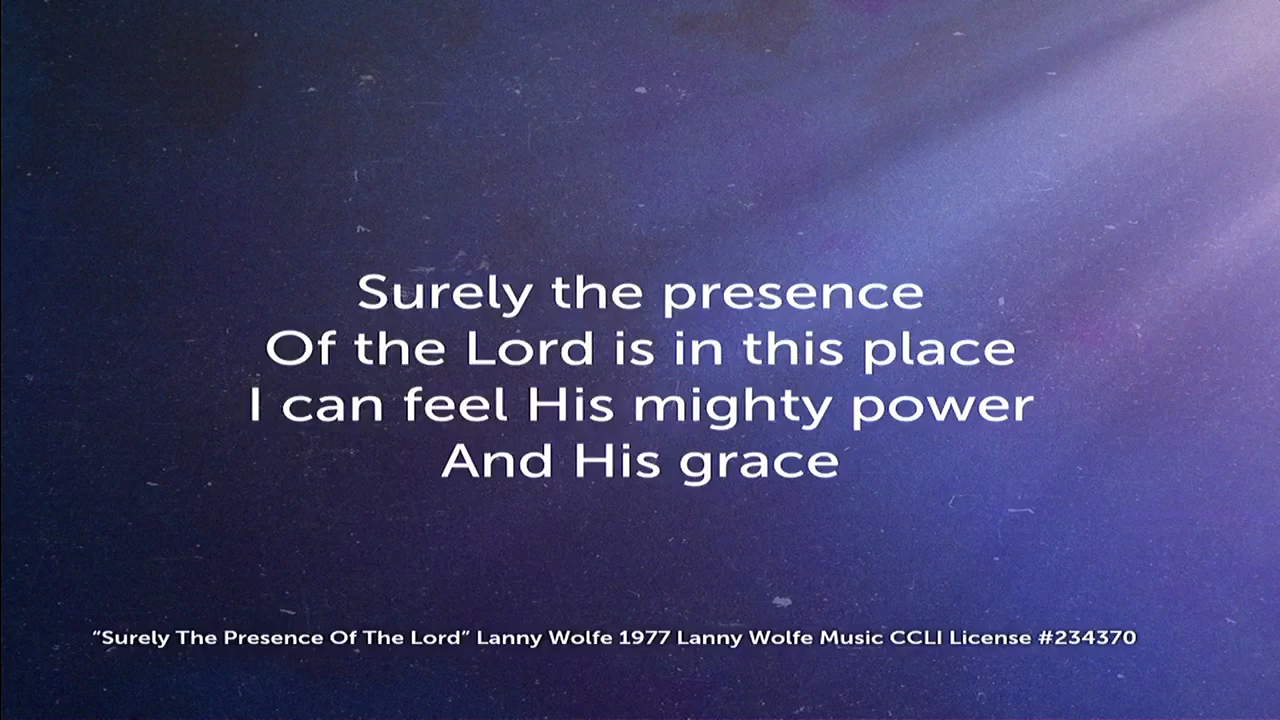 Surely the presence
Of the Lord is in this place
I can feel His mighty power
And His grace
“Surely The Presence Of The Lord” Lanny Wolfe 1977 Lanny Wolfe Music CCLI License #234370